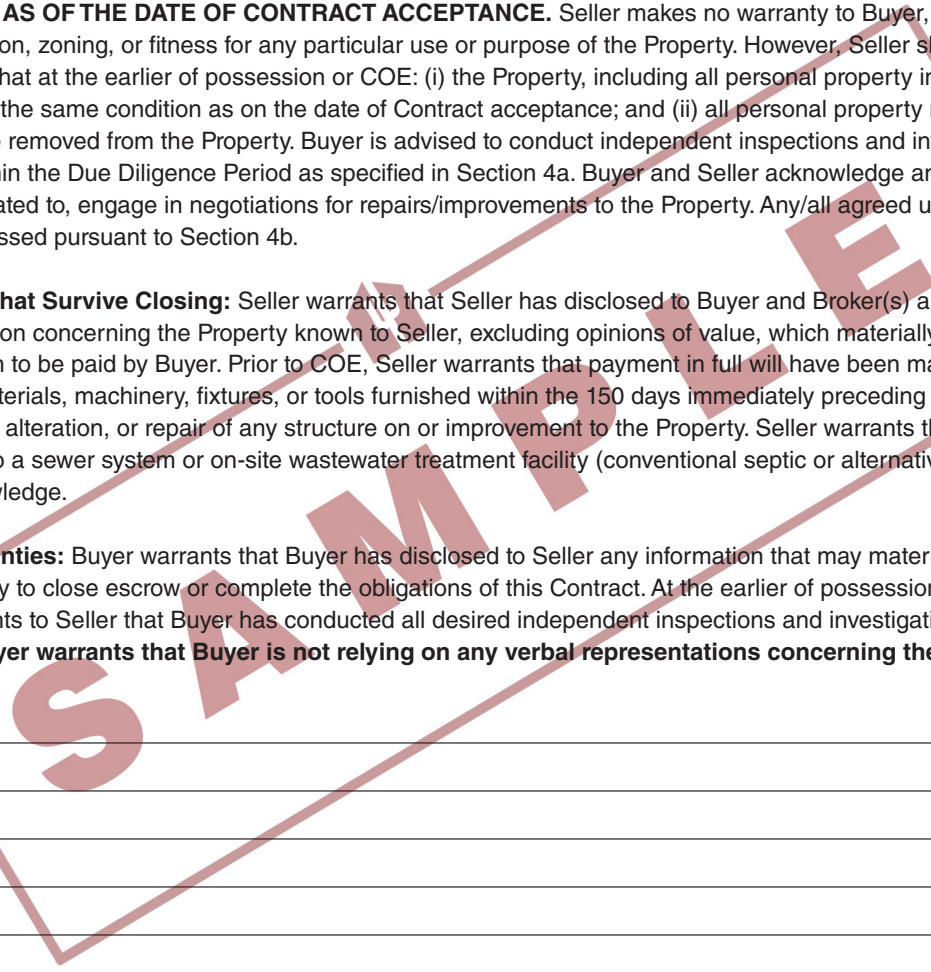 AS OF THE DATE OF CONTRACT ACCEPTANCE. Seller makes no warranty to Buyer,
on, zoning, or fitness for any particular use or purpose of the Property. However, Seller
hat at the earlier of possession or COE: (i) the Property, including all personal property
the same condition as on the date of Contract acceptance; and (ii) all personal property
removed from the Property. Buyer is advised to conduct independent inspections and
in the Due Diligence Period as specified in Section 4a. Buyer and Seller acknowledge
ated to, engage in negotiations for repairs/improvements to the Property. Any/all agreed
ssed pursuant to Section 4b.
hat Survive Closing: Seller warrants that Seller has disclosed to Buyer and Broker(s)
on concerning the Property known to Seller, excluding opinions of value, which materially
to be paid by Buyer. Prior to COE, Seller warrants that payment in full will have been
terials, machinery, fixtures, or tools furnished within the 150 days immediately preceding
alteration, or repair of any structure on or improvement to the Property. Seller warrants
o a sewer system or on-site wastewater treatment facility (conventional septic or alternativ
ledge.
nties: Buyer warrants that Buyer has disclosed to Seller any information that may mater
y to close escrow or complete the obligations of this Contract. At the earlier of possession
nts to Seller that Buyer has conducted all desired independent inspections and investigati
yer warrants that Buyer is not relying on any verbal representations concerning the
SAMPLE